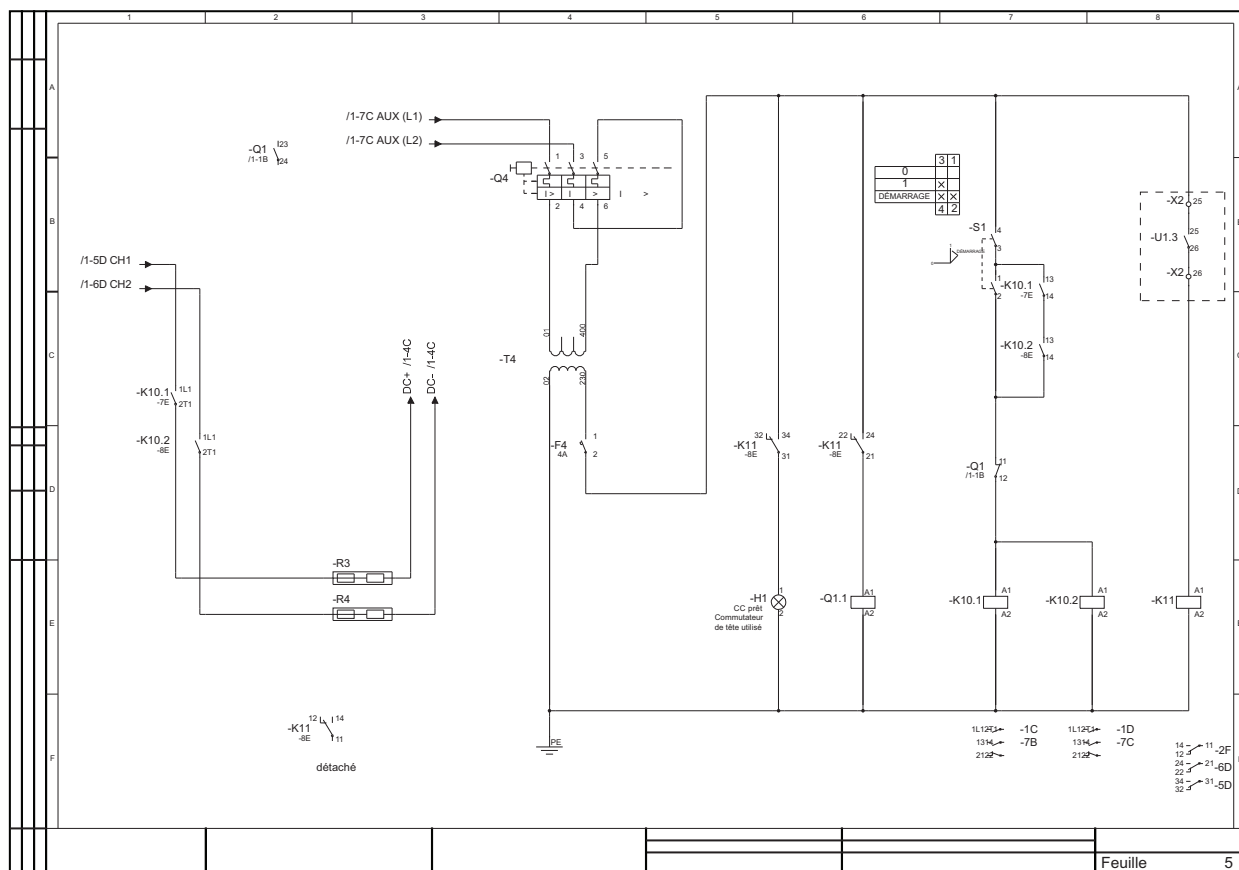 1 2 3 4 5 6 7 8
A A
/1-7C AUX (L1)
/1-7C AUX (L2)
-Q1
/1-1B
23
24
-Q4
1 3 5
I > I > I >
2 4 6
3 1
0
1 X
DÉMARRAGE X X
4 2
B
-S1
4
3
DÉMARRAGE
0
1
1
2
-X2 25
25
-U1.3
26
-X2 26
/1-5D CH1
/1-6D CH2
-K10.1
-7E
13
14
-K10.2
-8E
13
14
C
DC+ /1-4C
DC- /1-4C
01 400
-T4
02 230
-K10.1
-7E
1L1
2T1
-K10.2
-8E
1L1
2T1
-F4
4A
1
2
32 34
-K11
-8E
31
22 24
-K11
-8E
21
-Q1
/1-1B
11
12
D
-R3
-R4
-H1
1
2
CC prêt
Commutateur
de tête utilisé
-Q1.1
A1
A2
-K10.1
A1
A2
-K10.2
A1
A2
-K11
A1
A2
E
12 14
-K11
-8E
11
détaché
PE
F
1L12T1 -1C
1314 -7B
2122
1L12T1 -1D
1314 -7C
2122
14 11 -2F
12
24 21 -6D
22
34 31 -5D
32
Feuille 5